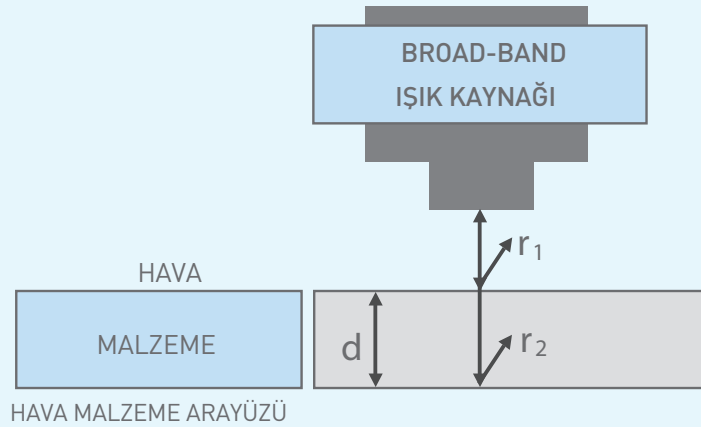 BROAD-BAND
IŞIK KAYNAĞI
r₁
HAVA
MALZEME
d
r₂
HAVA MALZEME ARAYÜZÜ